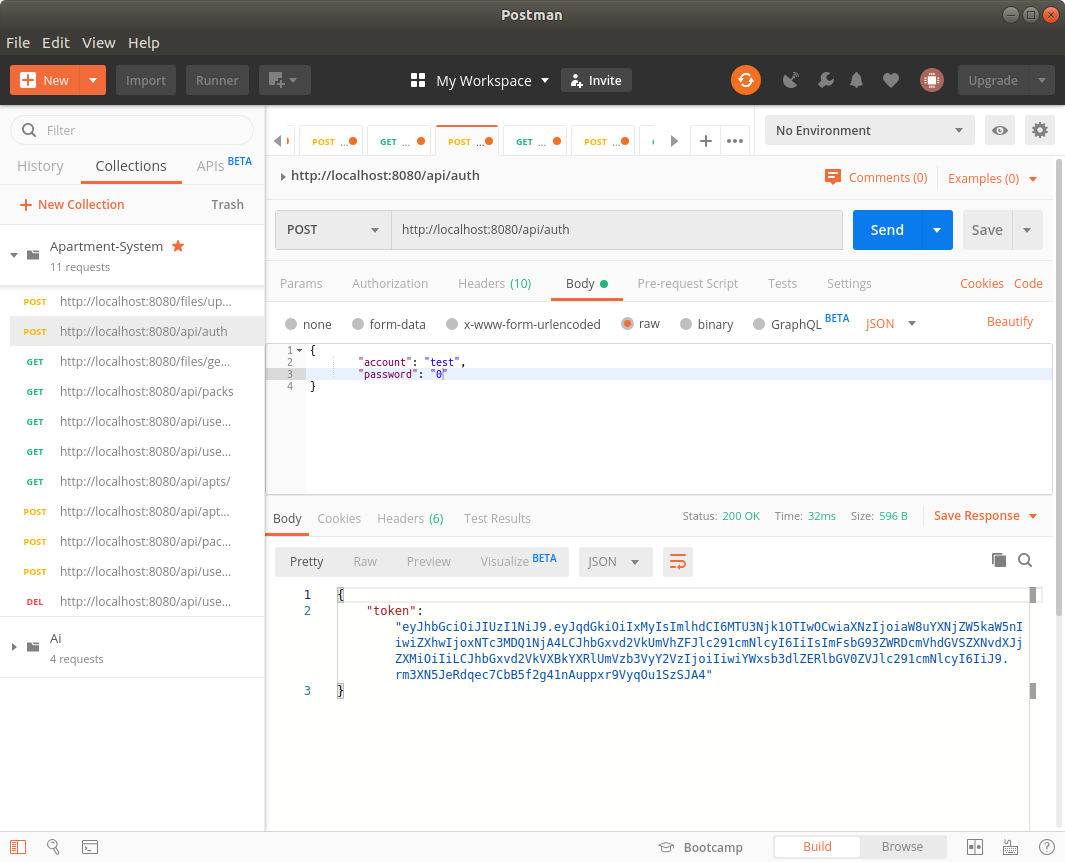 Postman
File Edit View Help
New Import Runner My Workspace Invite Upgrade
Filter
History Collections APIs BETA
New Collection Trash
Apartment-System
11 requests
POST http://localhost:8080/files/up...
POST http://localhost:8080/api/auth
GET http://localhost:8080/files/ge...
GET http://localhost:8080/api/packs
GET http://localhost:8080/api/use...
GET http://localhost:8080/api/use...
GET http://localhost:8080/api/apts/
POST http://localhost:8080/api/apt...
POST http://localhost:8080/api/pac...
POST http://localhost:8080/api/use...
DEL http://localhost:8080/api/use...
Ai
4 requests
POST ... GET ... POST ... GET ... POST ...
No Environment
http://localhost:8080/api/auth
Comments (0) Examples (0)
POST http://localhost:8080/api/auth Send Save
Params Authorization Headers (10) Body Pre-request Script Tests Settings Cookies Code
none form-data x-www-form-urlencoded raw binary GraphQL BETA JSON Beautify
1 {
2 "account": "test",
3 "password": "0"
4 }
Body Cookies Headers (6) Test Results Status: 200 OK Time: 32ms Size: 596 B Save Response
Pretty Raw Preview Visualize BETA JSON
1 {
2 "token":
"eyJhbGciOiJIUzI1NiJ9.eyJqdGkiOiIxMyIsImlhdCI6MTU3Njk1OTIwOCwiaXNzIjoiaW8uYXNjZW5kaW5nI
iwiZXhwIjoxNTc3MDQ1NjA4LCJhbGxvd2VkUmVhZFJlc291cmNlcyI6IiIsImFsbG93ZWRDcmVhdGVSZXNvdXJj
ZXMiOiIiLCJhbGxvd2VkVXBkYXRlUmVzb3VyY2VzIjoiIiwiYWxsb3dlZERlbGV0ZVJlc291cmNlcyI6IiJ9.
rm3XN5JeRdqec7CbB5f2g41nAuppxr9VyqOu1SzSJA4"
3 }
Bootcamp Build Browse